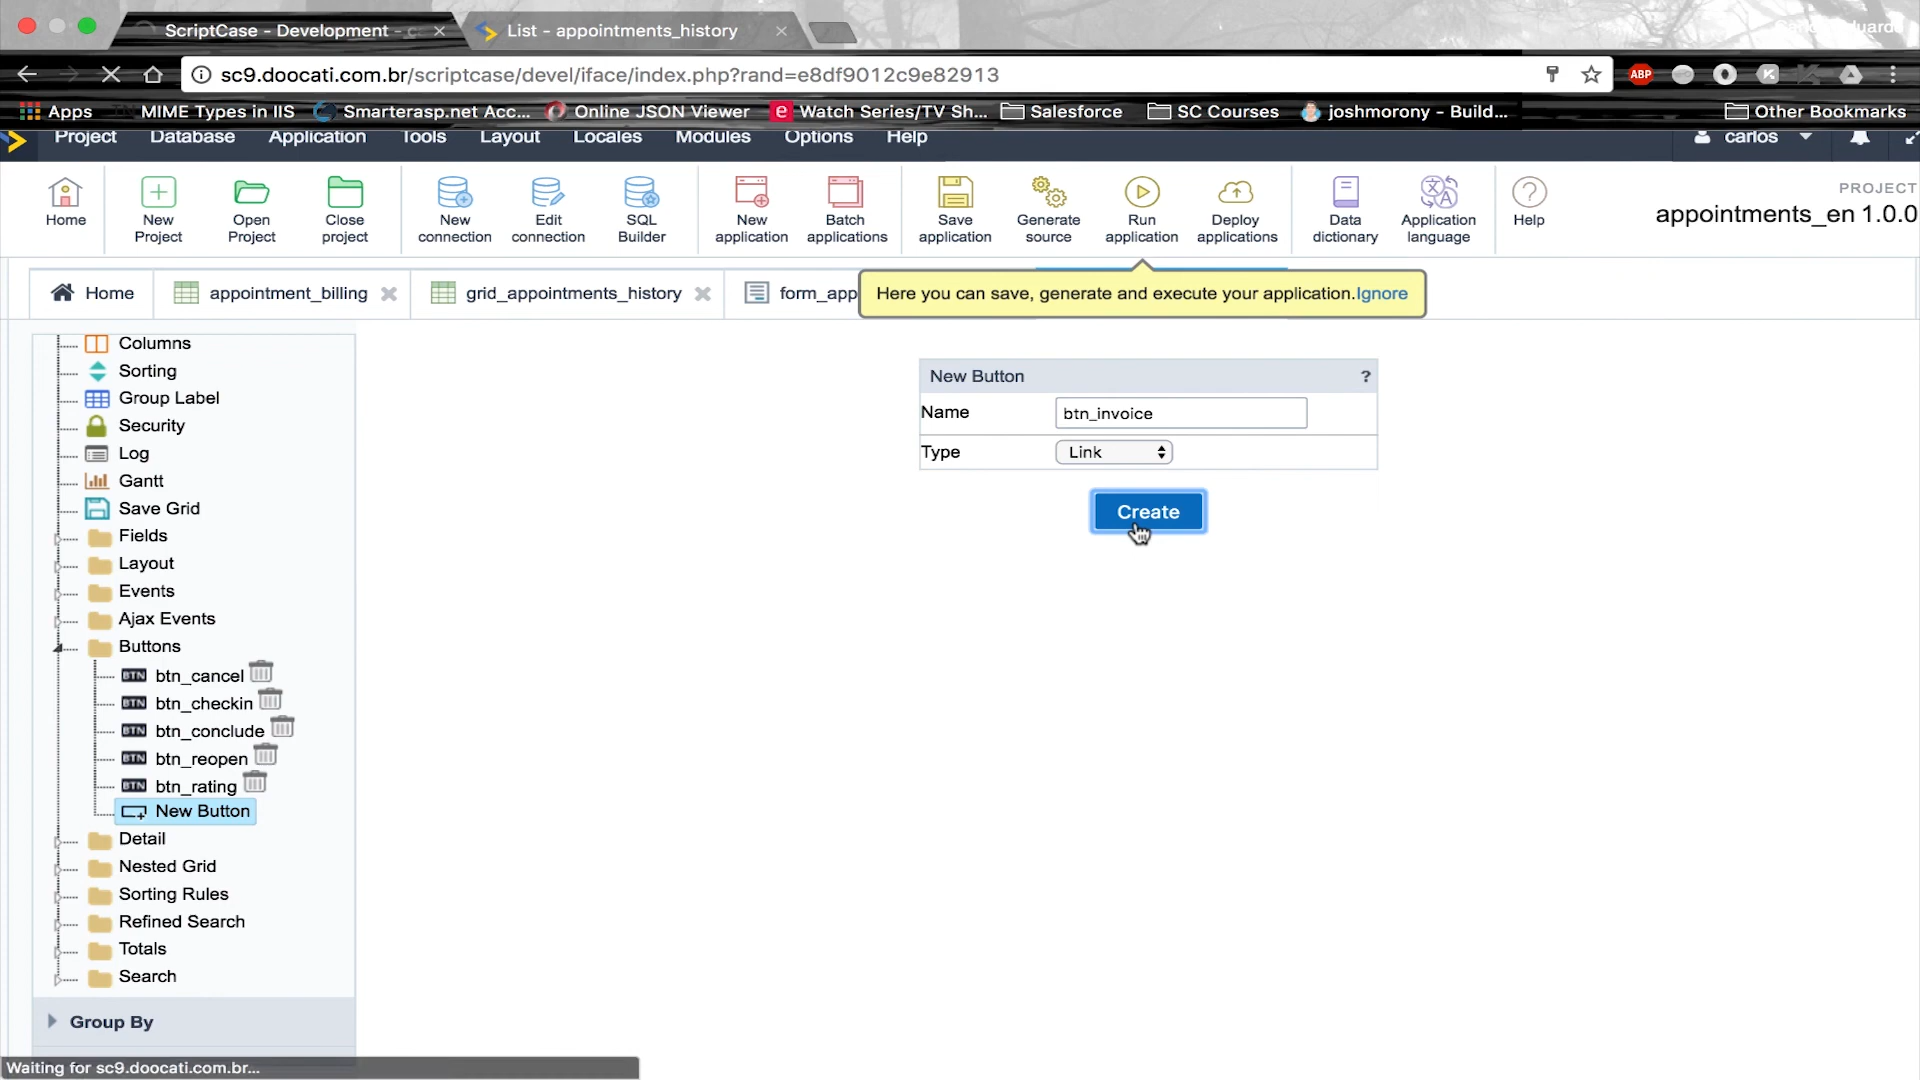 ScriptCase - Development - c
List - appointments_history
sc9.doocati.com.br/scriptcase/devel/iface/index.php?rand=e8df9012c9e82913
ABP
Apps
MIME Types in IIS
Smarterasp.net Acc...
Online JSON Viewer
Watch Series/TV Sh...
Salesforce
SC Courses
joshmorony - Build...
Other Bookmarks
Project Database Application Tools Layout Locales Modules Options Help
carlos
Home
New
Project
Open
Project
Close
project
New
connection
Edit
connection
SQL
Builder
New
application
Batch
applications
Save
application
Generate
source
Run
application
Deploy
applications
Data
dictionary
Application
language
Help
PROJECT
appointments_en 1.0.0
Home
appointment_billing
grid_appointments_history
form_app
Here you can save, generate and execute your application.Ignore
Columns
Sorting
Group Label
Security
Log
Gantt
Save Grid
Fields
Layout
Events
Ajax Events
Buttons
BTN btn_cancel
BTN btn_checkin
BTN btn_conclude
BTN btn_reopen
BTN btn_rating
New Button
Detail
Nested Grid
Sorting Rules
Refined Search
Totals
Search
Group By
New Button ?
Name btn_invoice
Type Link
Create
Waiting for sc9.doocati.com.br...